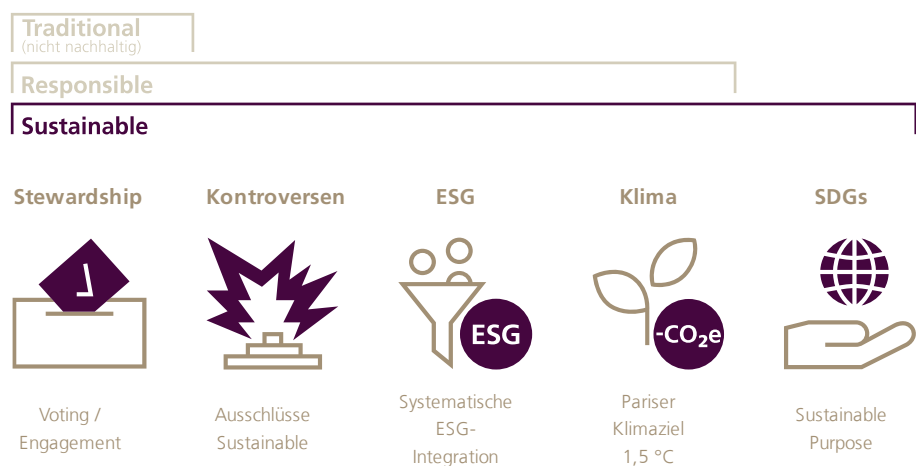 Traditional
(nicht nachhaltig)
Responsible
Sustainable
Stewardship
Kontroversen
ESG
Klima
SDGs
ESG
-CO₂e
Voting /
Engagement
Ausschlüsse
Sustainable
Systematische
ESG-
Integration
Pariser
Klimaziel
1,5 °C
Sustainable
Purpose